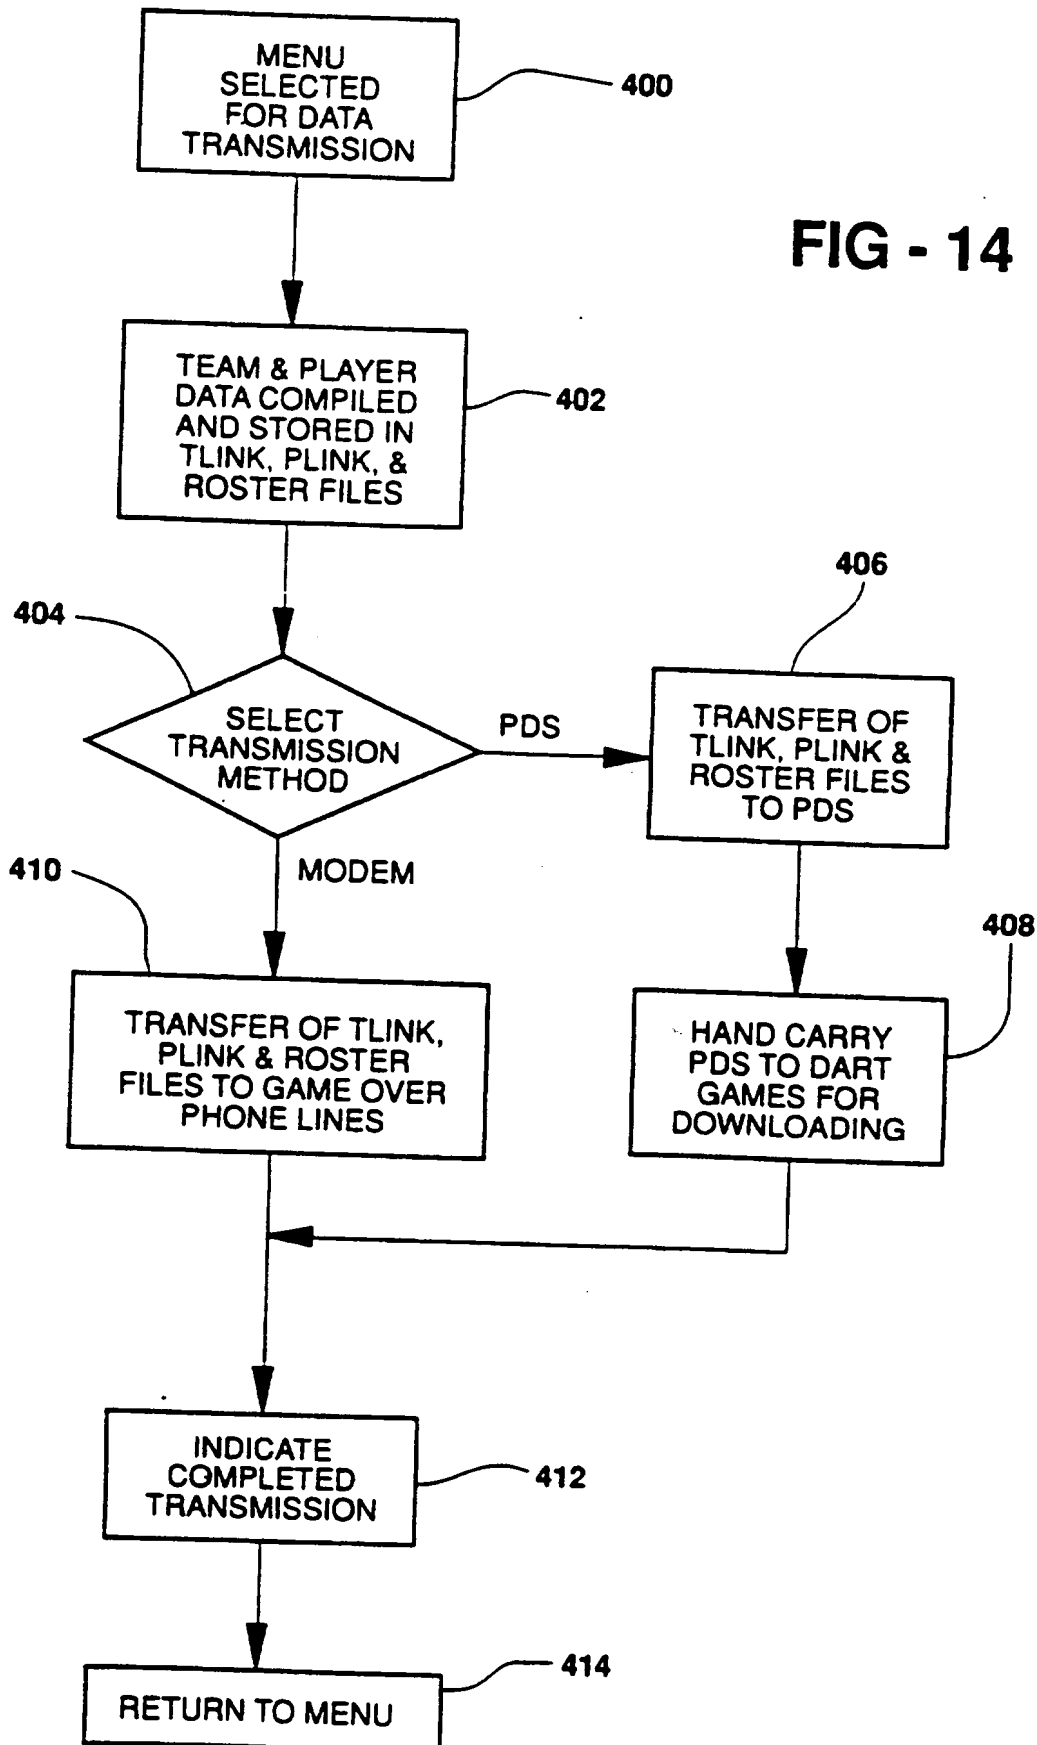 MENU
SELECTED
FOR DATA
TRANSMISSION
400
FIG - 14
TEAM & PLAYER
DATA COMPILED
AND STORED IN
TLINK, PLINK, &
ROSTER FILES
402
404
SELECT
TRANSMISSION
METHOD
PDS
406
TRANSFER OF
TLINK, PLINK &
ROSTER FILES
TO PDS
MODEM
410
TRANSFER OF TLINK,
PLINK & ROSTER
FILES TO GAME OVER
PHONE LINES
408
HAND CARRY
PDS TO DART
GAMES FOR
DOWNLOADING
INDICATE
COMPLETED
TRANSMISSION
412
RETURN TO MENU
414